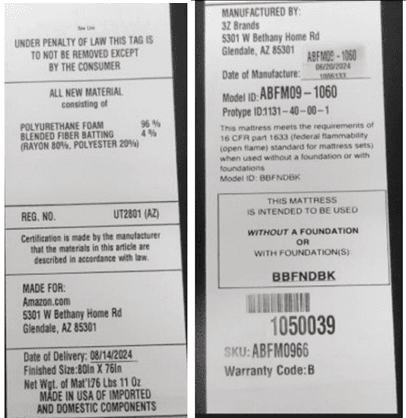 UNDER PENALTY OF LAW THIS TAG IS
TO NOT BE REMOVED EXCEPT
BY THE CONSUMER
ALL NEW MATERIAL
consisting of
POLYURETHANE FOAM 96 %
BLENDED FIBER BATTING 4 %
(RAYON 80%, POLYESTER 20%)
REG. NO. UT2801 (AZ)
Certification is made by the manufacturer
that the materials in this article are
described in accordance with law.
MADE FOR:
Amazon.com
5301 W Bethany Home Rd
Glendale, AZ 85301
Date of Delivery: 08/14/2024
Finished Size:80in X 76in
Net Wgt. of Mat'l76 Lbs 11 Oz
MADE IN USA OF IMPORTED
AND DOMESTIC COMPONENTS
MANUFACTURED BY:
3Z Brands
5301 W Bethany Home Rd
Glendale, AZ 85301
ABFM09 - 1060
06/20/2024
Date of Manufacture:
Model ID:ABFM09 - 1060
Protype ID:1131-40-00-1
This mattress meets the requirements of
16 CFR part 1633 (federal flammability
(open flame) standard for mattress sets)
when used without a foundation or with
foundations
Model ID: BBFNDBK
THIS MATTRESS
IS INTENDED TO BE USED
WITHOUT A FOUNDATION
OR
WITH FOUNDATION(S):
BBFNDBK
1050039
SKU:ABFM0966
Warranty Code:B